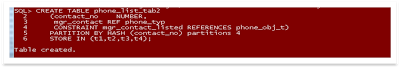 SQL> CREATE TABLE phone_list_tab2
2 (contact_no NUMBER,
3 mgr_contact REF phone_typ
4 CONSTRAINT mgr_contact_listed REFERENCES phone_obj_t)
5 PARTITION BY HASH (contact_no) partitions 4
6 STORE IN (t1,t2,t3,t4);
Table created.